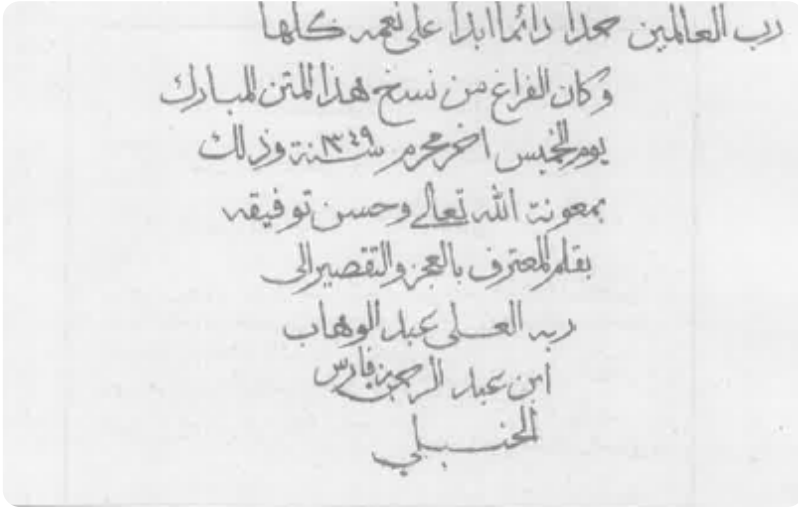 رب العالمين حمدا دائما ابدا على نعمه كلها
وكان الفراغ من نسخ هذا المتن المبارك
يوم الخميس اخر محرم سنة ١٣٤٩ وذلك
بمعونة الله تعالى وحسن توفيقه
بقلم المعترف بالعجز والتقصير الى
ربه العلي عبد الوهاب
ابن عبد الرحمن بن فارس
الحنبلي